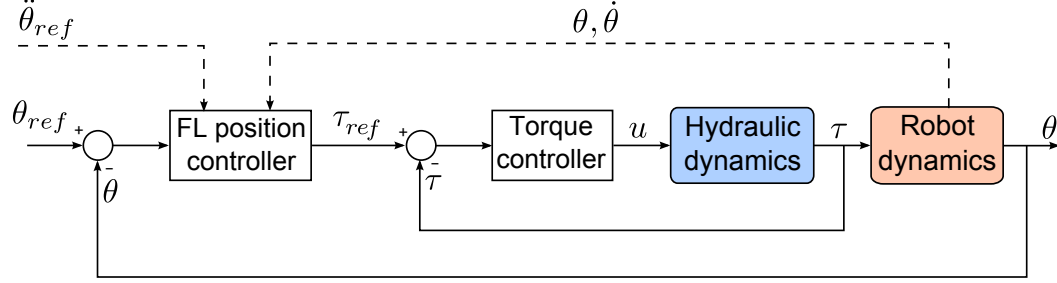 θ̈_ref
θ, θ̇
θ_ref
+
-
θ
FL position
controller
τ_ref
+
-
τ
Torque
controller
u
Hydraulic
dynamics
τ
Robot
dynamics
θ